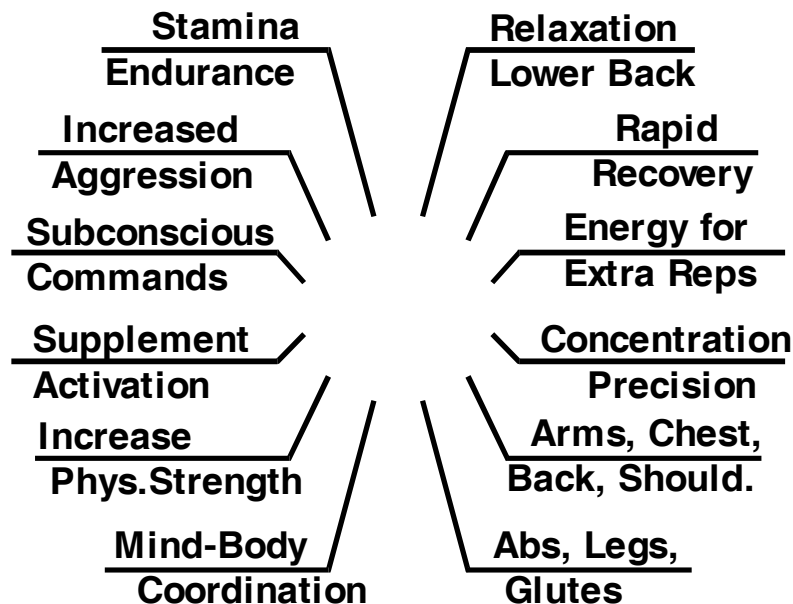 Stamina
Endurance
Increased
Aggression
Subconscious
Commands
Supplement
Activation
Increase
Phys.Strength
Mind-Body
Coordination
Relaxation
Lower Back
Rapid
Recovery
Energy for
Extra Reps
Concentration
Precision
Arms, Chest,
Back, Should.
Abs, Legs,
Glutes